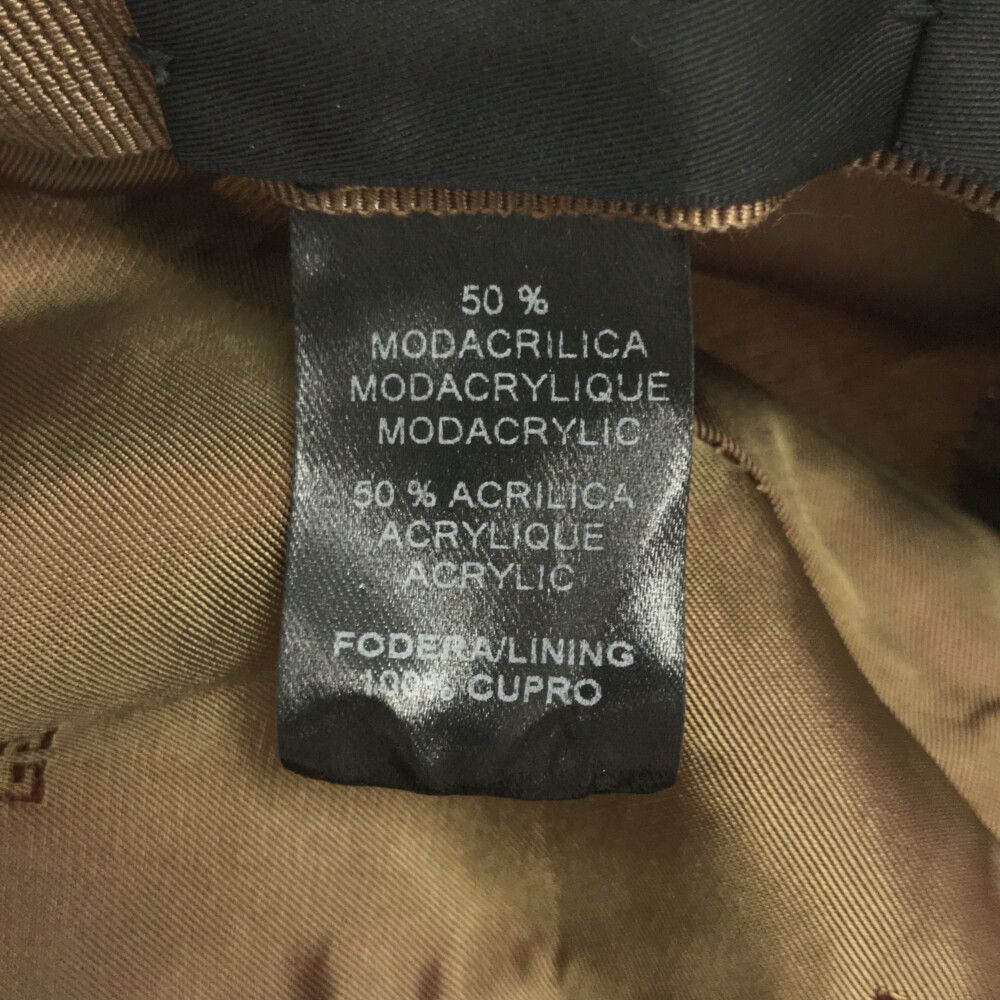 50 %
MODACRILICA
MODACRYLIQUE
MODACRYLIC
50 % ACRILICA
ACRYLIQUE
ACRYLIC
FODERA/LINING
100 % CUPRO